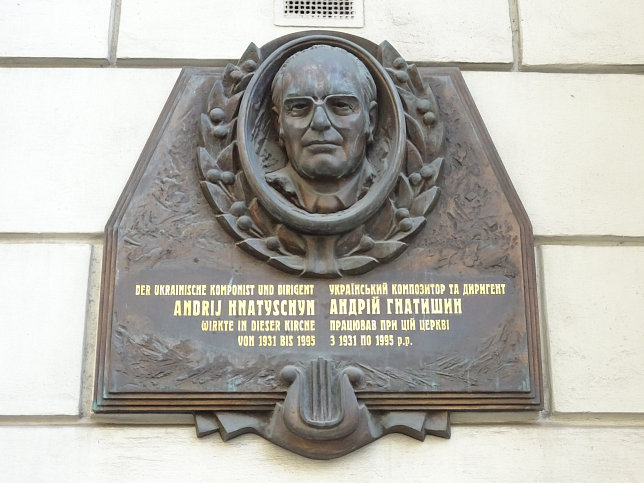 DER UKRAINISCHE KOMPONIST UND DIRIGENT
ANDRIJ HNATYSCHYN
WIRKTE IN DIESER KIRCHE
VON 1931 BIS 1995
УКРАЇНСЬКИЙ КОМПОЗИТОР ТА ДИРИГЕНТ
АНДРІЙ ГНАТИШИН
ПРАЦЮВАВ ПРИ ЦІЙ ЦЕРКВІ
З 1931 ПО 1995 р.р.